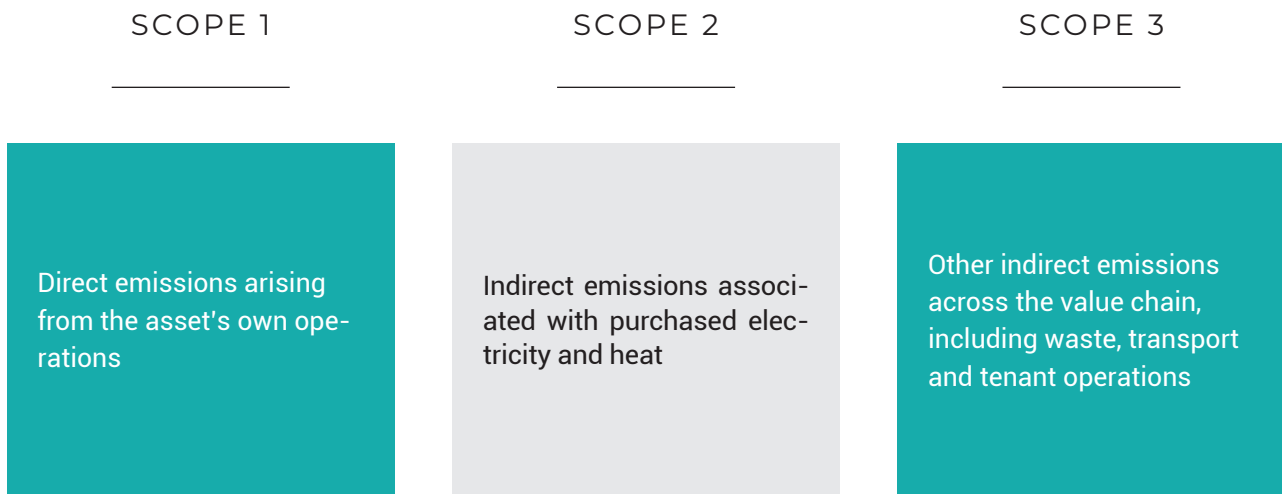 SCOPE 1
Direct emissions arising
from the asset's own ope-
rations
SCOPE 2
Indirect emissions associ-
ated with purchased elec-
tricity and heat
SCOPE 3
Other indirect emissions
across the value chain,
including waste, transport
and tenant operations